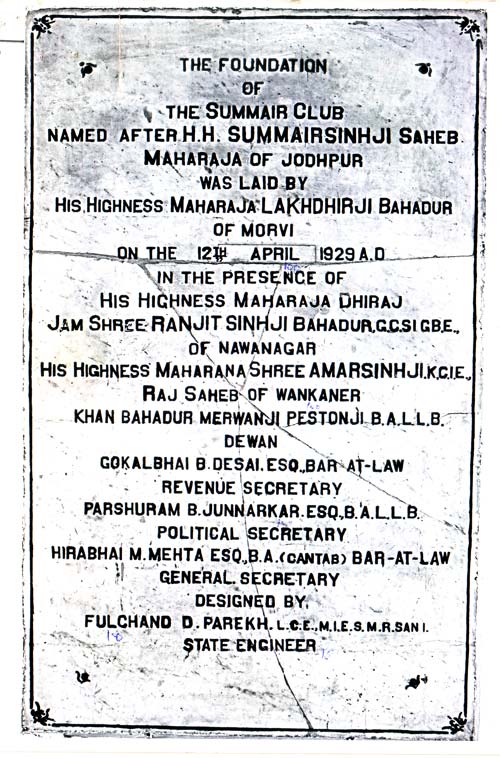 THE FOUNDATION
OF
THE SUMMAIR CLUB
NAMED AFTER H.H. SUMMAIRSINHJI SAHEB
MAHARAJA OF JODHPUR
WAS LAID BY
HIS HIGHNESS MAHARAJA LAKHDHIRJI BAHADUR
OF MORVI
ON THE 12TH APRIL 1929 A.D
IN THE PRESENCE OF
HIS HIGHNESS MAHARAJA DHIRAJ
JAM SHREE RANJIT SINHJI BAHADUR,G.C.SI G.B.E.,
OF NAWANAGAR
HIS HIGHNESS MAHARANA SHREE AMARSINHJI.K.C.I.E.,
RAJ SAHEB OF WANKANER
KHAN BAHADUR MERWANJI PESTONJI B.A.L.L.B.
DEWAN
GOKALBHAI B.DESAI.ESQ.,BAR AT-LAW
REVENUE SECRETARY
PARSHURAM B.JUNNARKAR.ESQ,B.A.L.L.B.
POLITICAL SECRETARY
HIRABHAI M.MEHTA ESQ.,B.A.(CANTAB) BAR-AT-LAW
GENERAL SECRETARY
DESIGNED BY
FULCHAND D. PAREKH. L.C.E., M.I.E.S. M.R.SAN I.
STATE ENGINEER